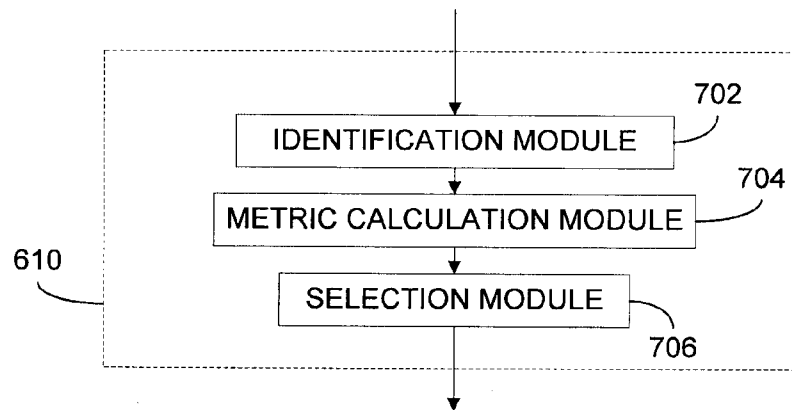 702
IDENTIFICATION MODULE
704
METRIC CALCULATION MODULE
610
SELECTION MODULE
706